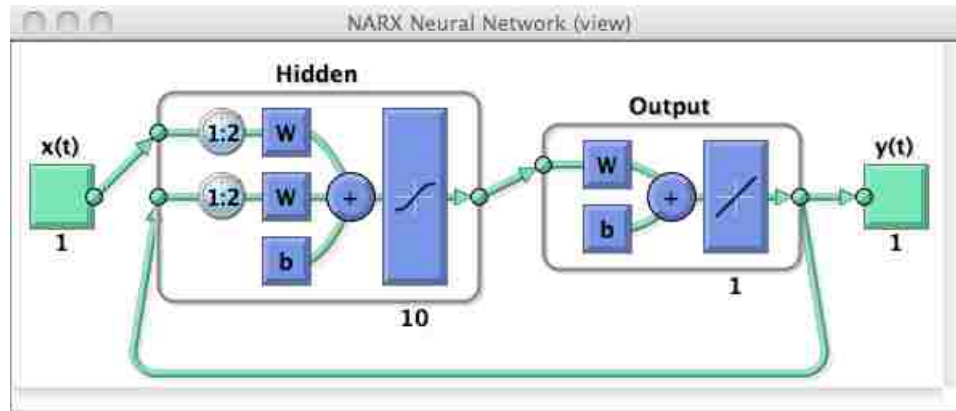 NARX Neural Network (view)
Hidden
Output
x(t)
1:2
W
W
y(t)
1:2
W
+
+
b
b
1
1
1
10